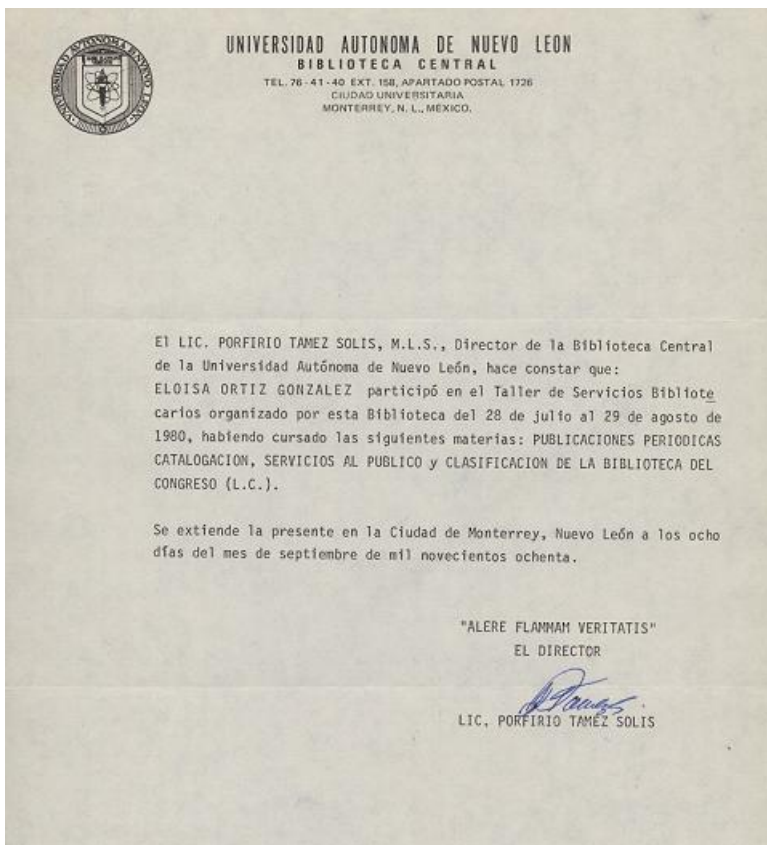 UNIVERSIDAD AUTONOMA DE NUEVO LEON
BIBLIOTECA CENTRAL
TEL. 76-41-40 EXT. 158, APARTADO POSTAL 1726
CIUDAD UNIVERSITARIA
MONTERREY, N. L., MEXICO.
UNIVERSIDAD AUTONOMA DE NUEVO LEON
El LIC. PORFIRIO TAMEZ SOLIS, M.L.S., Director de la Biblioteca Central
de la Universidad Autónoma de Nuevo León, hace constar que:
ELOISA ORTIZ GONZALEZ participó en el Taller de Servicios Bibliote
carios organizado por esta Biblioteca del 28 de julio al 29 de agosto de
1980, habiendo cursado las siguientes materias: PUBLICACIONES PERIODICAS
CATALOGACION, SERVICIOS AL PUBLICO y CLASIFICACION DE LA BIBLIOTECA DEL
CONGRESO (L.C.).
Se extiende la presente en la Ciudad de Monterrey, Nuevo León a los ocho
días del mes de septiembre de mil novecientos ochenta.
"ALERE FLAMMAM VERITATIS"
EL DIRECTOR
LIC. PORFIRIO TAMEZ SOLIS